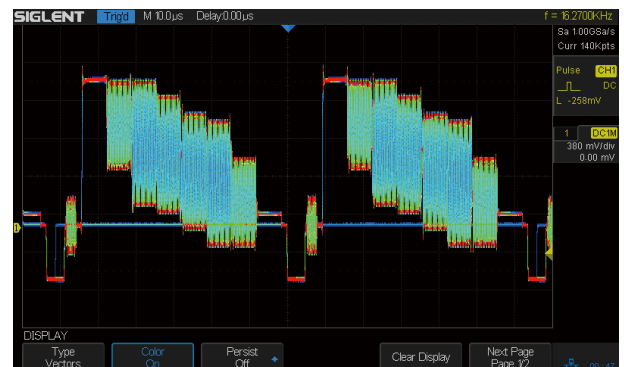 SIGLENT Trig'd M 10.0μs Delay:0.00μs f = 16.2700KHz
Sa 1.00GSa/s
Curr 140Kpts
Pulse CH1
DC
L -258mV
1 DC1M
380 mV/div
0.00 mV
1
DISPLAY
Type Color Persist Clear Display Next Page
Vectors On Off Page 1/2